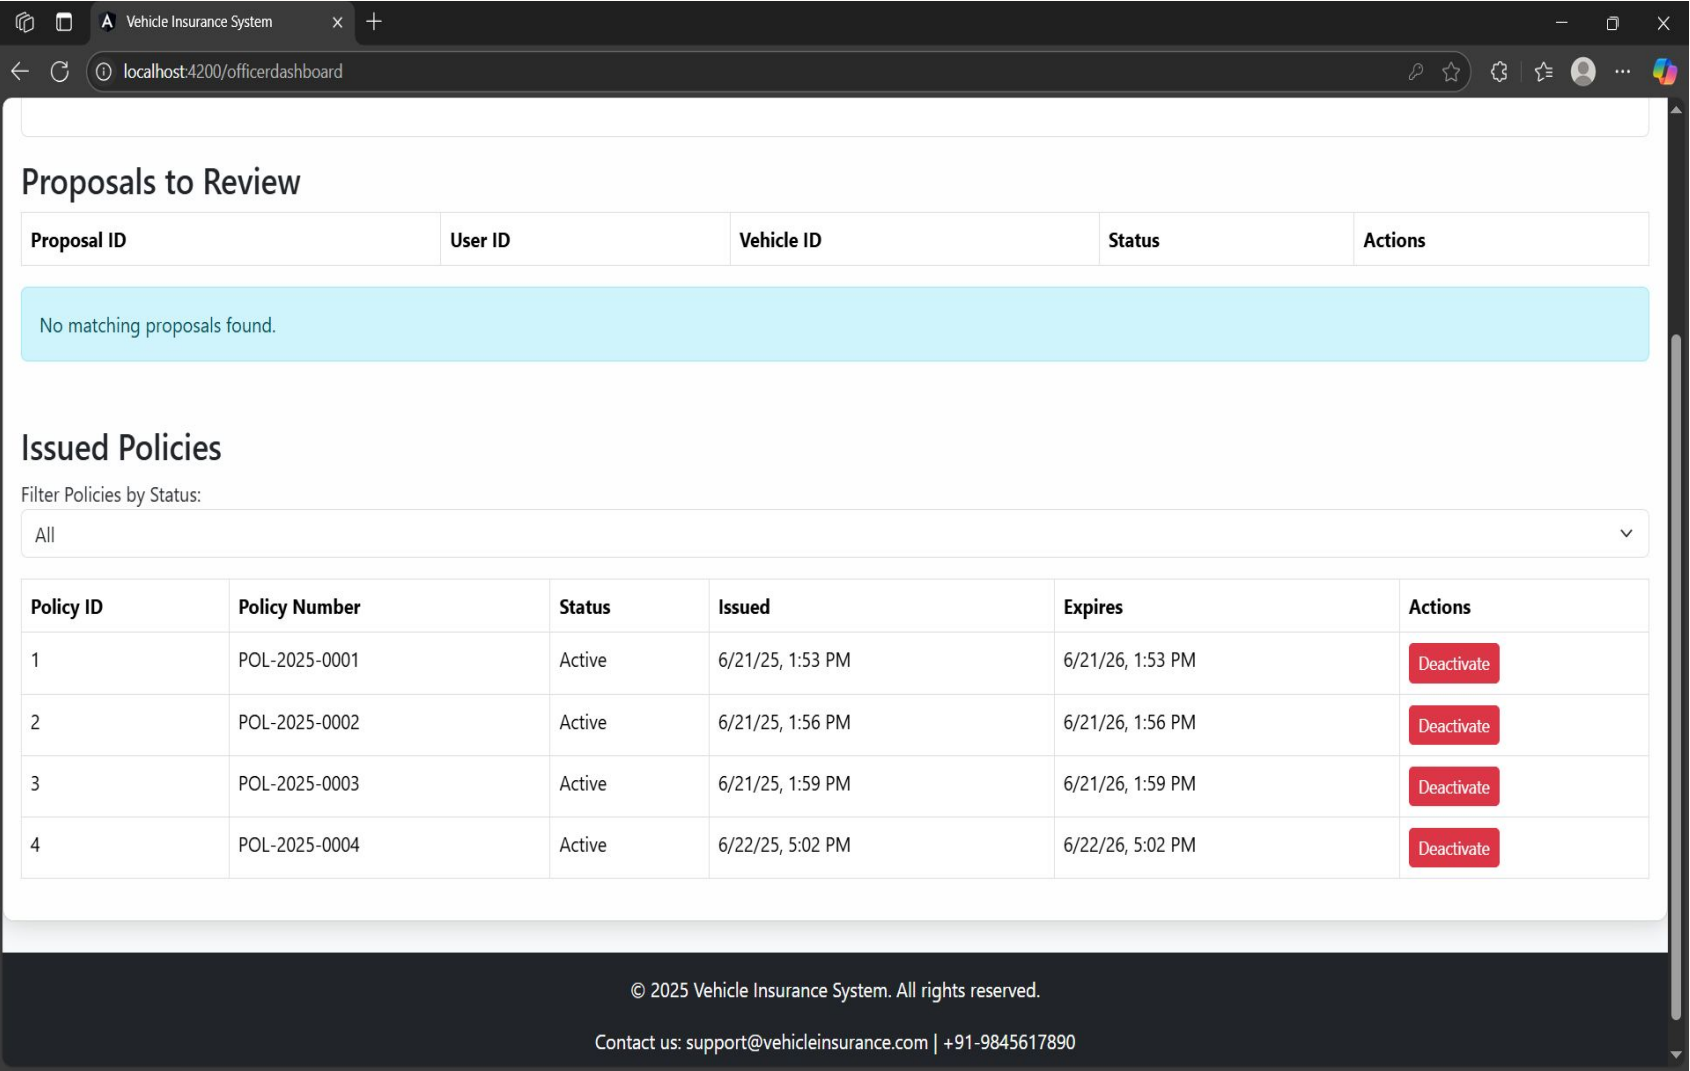 Vehicle Insurance System
localhost:4200/officerdashboard
Proposals to Review
Proposal ID User ID Vehicle ID Status Actions
No matching proposals found.
Issued Policies
Filter Policies by Status:
All
Policy ID Policy Number Status Issued Expires Actions
1 POL-2025-0001 Active 6/21/25, 1:53 PM 6/21/26, 1:53 PM Deactivate
2 POL-2025-0002 Active 6/21/25, 1:56 PM 6/21/26, 1:56 PM Deactivate
3 POL-2025-0003 Active 6/21/25, 1:59 PM 6/21/26, 1:59 PM Deactivate
4 POL-2025-0004 Active 6/22/25, 5:02 PM 6/22/26, 5:02 PM Deactivate
© 2025 Vehicle Insurance System. All rights reserved.
Contact us: support@vehicleinsurance.com | +91-9845617890